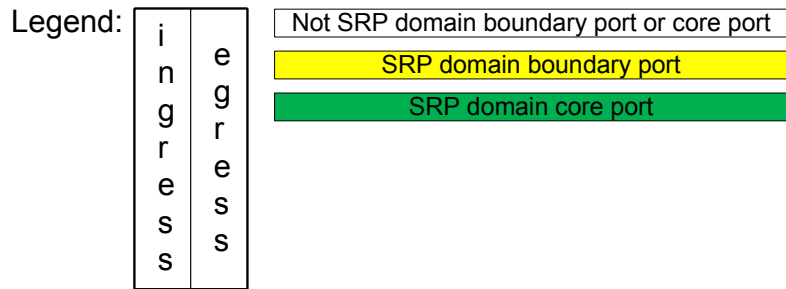 Legend:
ingress
egress
Not SRP domain boundary port or core port
SRP domain boundary port
SRP domain core port